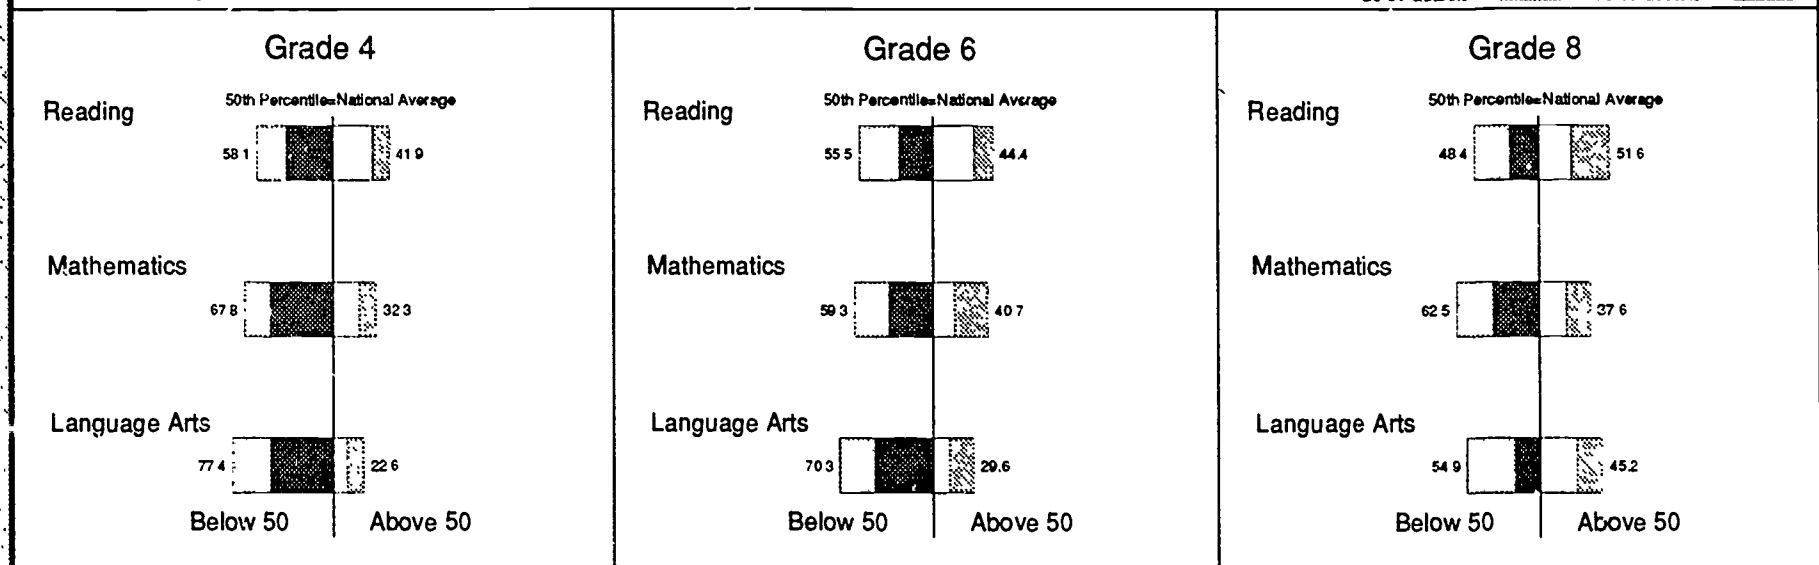 Grade 4
Reading
50th Percentile=National Average
58 1
41 9
Mathematics
67 8
32 3
Language Arts
77 4
22 6
Below 50
Above 50
Grade 6
Reading
50th Percentile=National Average
55 5
44.4
Mathematics
59 3
40 7
Language Arts
70 3
29.6
Below 50
Above 50
Grade 8
Reading
50th Percentile=National Average
48 4
51 6
Mathematics
62 5
37 6
Language Arts
54 9
45.2
Below 50
Above 50